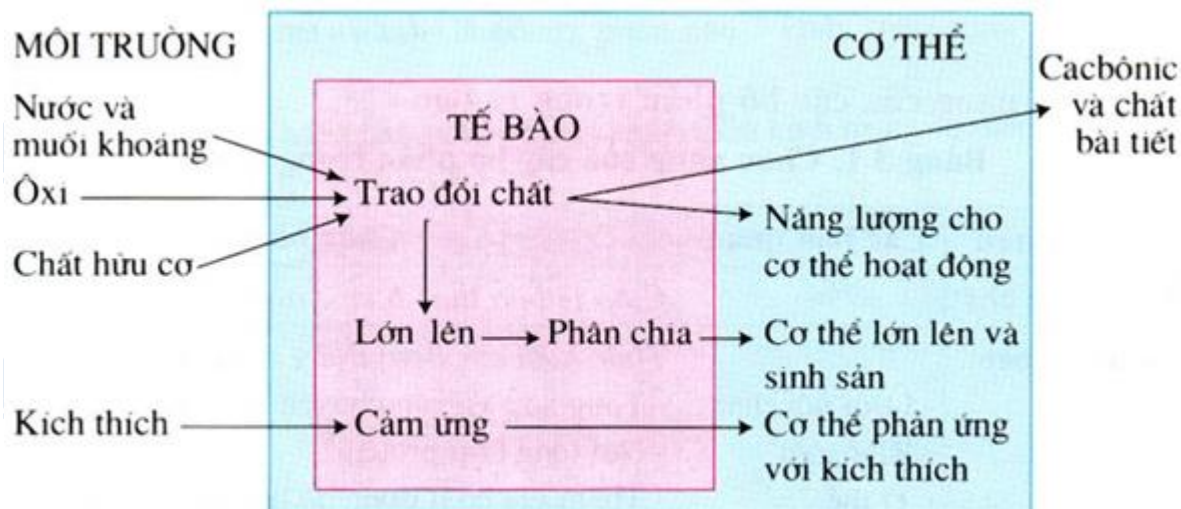 MÔI TRƯỜNG
CƠ THỂ
Nước và
muối khoáng
Ôxi
Chất hữu cơ
TẾ BÀO
Trao đổi chất
Lớn lên
Phân chia
Cacbônic
và chất
bài tiết
Năng lượng cho
cơ thể hoạt động
Cơ thể lớn lên và
sinh sản
Kích thích
Cảm ứng
Cơ thể phản ứng
với kích thích